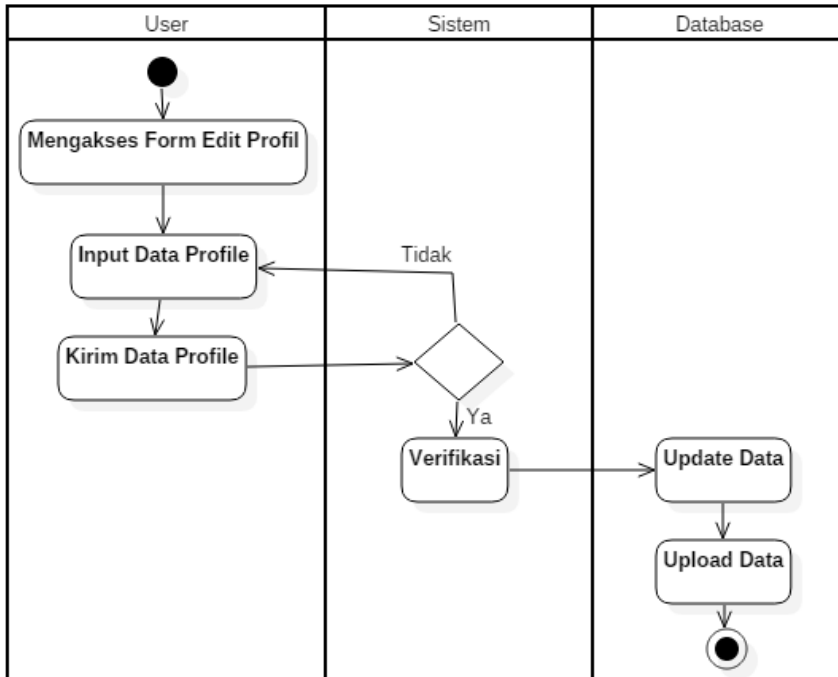 User
Sistem
Database
Mengakses Form Edit Profil
Input Data Profile
Tidak
Kirim Data Profile
Ya
Verifikasi
Update Data
Upload Data